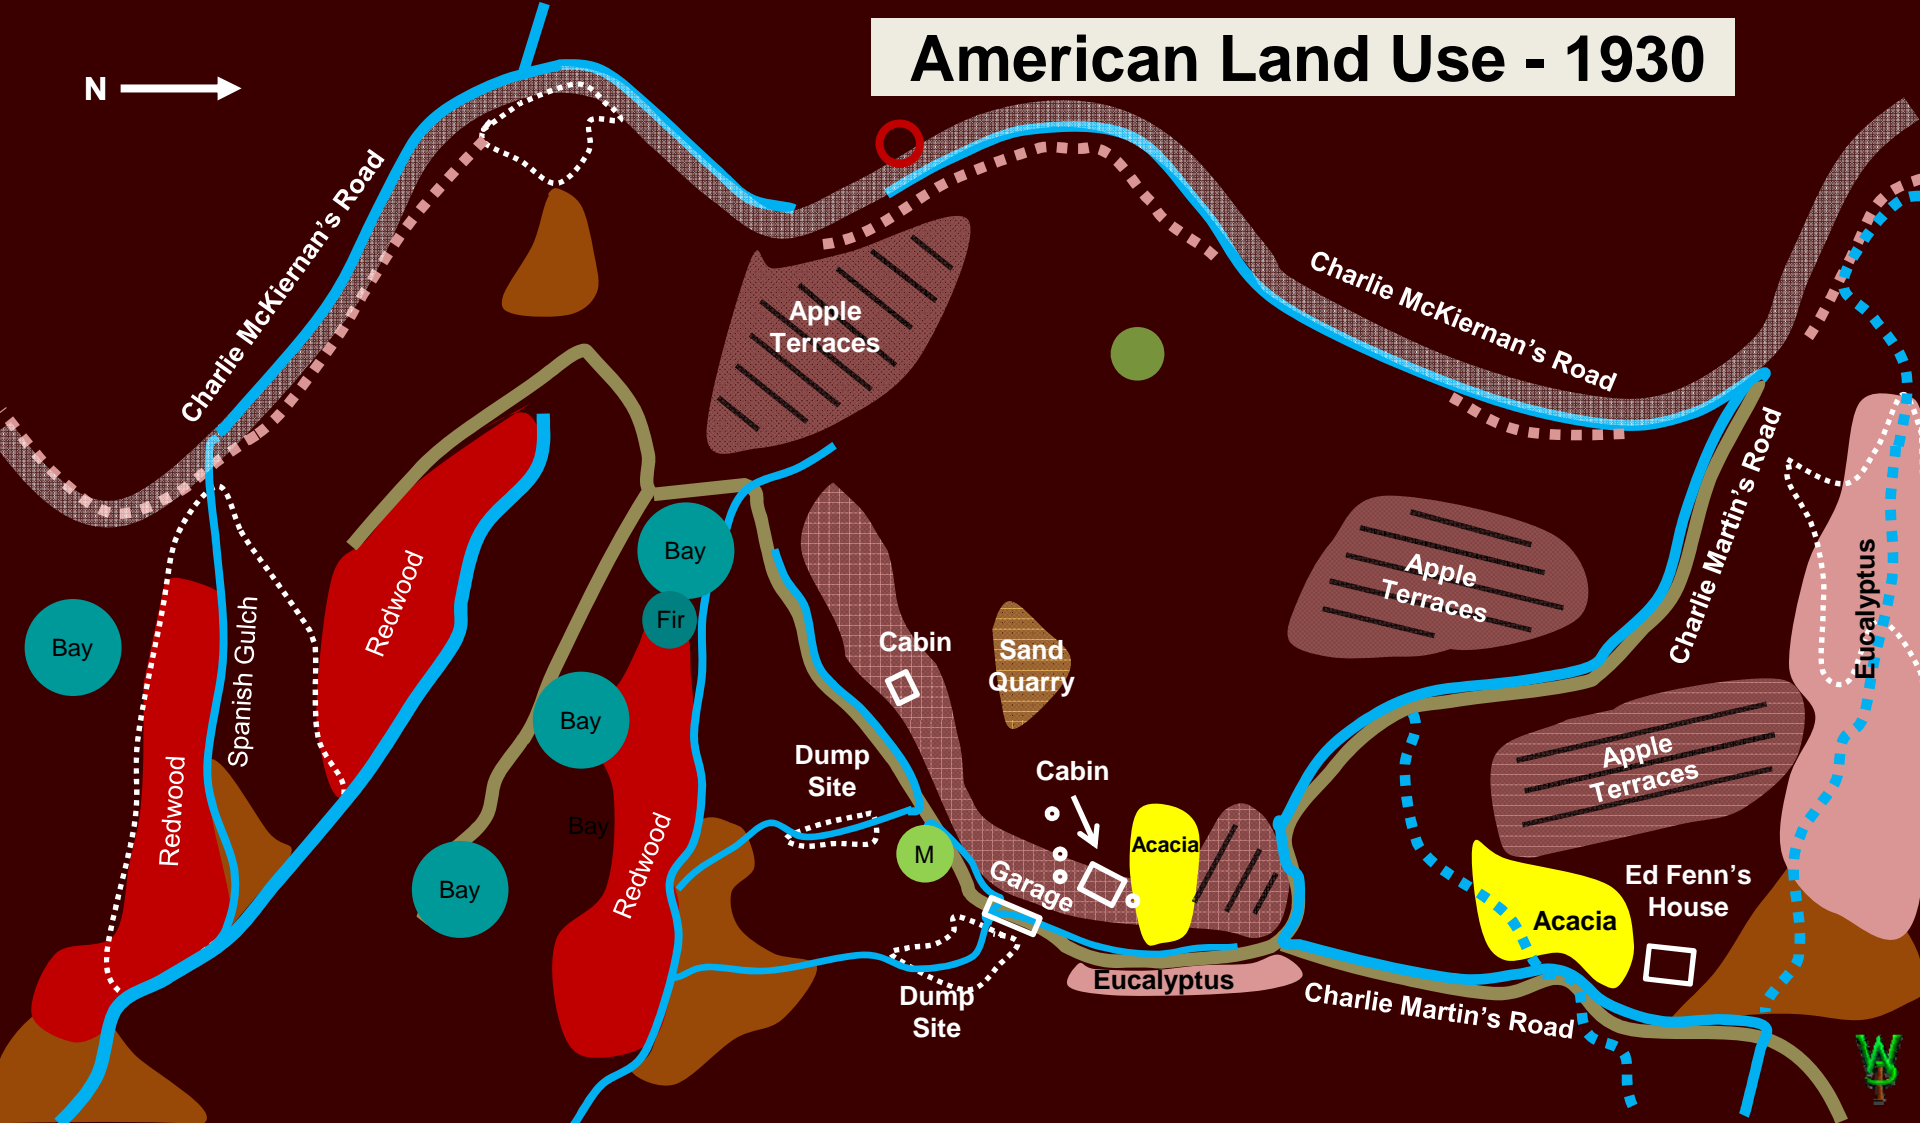 American Land Use - 1930
N
Charlie McKiernan’s Road
Charlie McKiernan’s Road
Apple
Terraces
Charlie Martin’s Road
Redwood
Bay
Fir
Bay
Spanish Gulch
Bay
Redwood
Bay
Redwood
Bay
Cabin
Sand
Quarry
Apple
Terraces
Eucalyptus
Dump
Site
Cabin
M
Garage
Acacia
Apple
Terraces
Ed Fenn’s
House
Acacia
Eucalyptus
Dump
Site
Charlie Martin’s Road